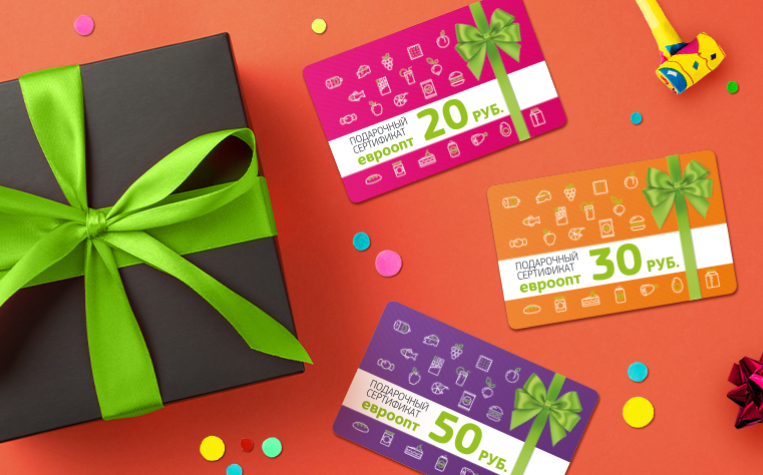 ПОДАРОЧНЫЙ
СЕРТИФИКАТ
евроопт
20 РУБ.
ПОДАРОЧНЫЙ
СЕРТИФИКАТ
евроопт
30 РУБ.
ПОДАРОЧНЫЙ
СЕРТИФИКАТ
евроопт
50 РУБ.